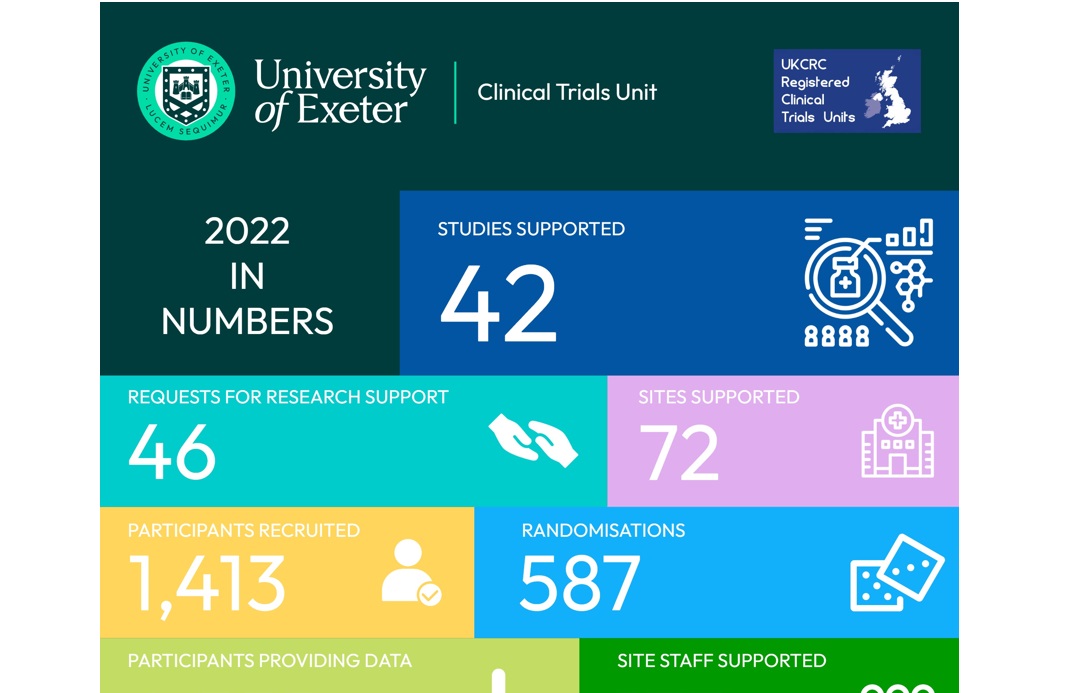 UNIVERSITY OF EXETER
LUCEM SEQUIMUR
University
of Exeter
Clinical Trials Unit
UKCRC
Registered
Clinical
Trials Units
2022
IN
NUMBERS
STUDIES SUPPORTED
42
REQUESTS FOR RESEARCH SUPPORT
46
SITES SUPPORTED
72
PARTICIPANTS RECRUITED
1,413
RANDOMISATIONS
587
PARTICIPANTS PROVIDING DATA
SITE STAFF SUPPORTED